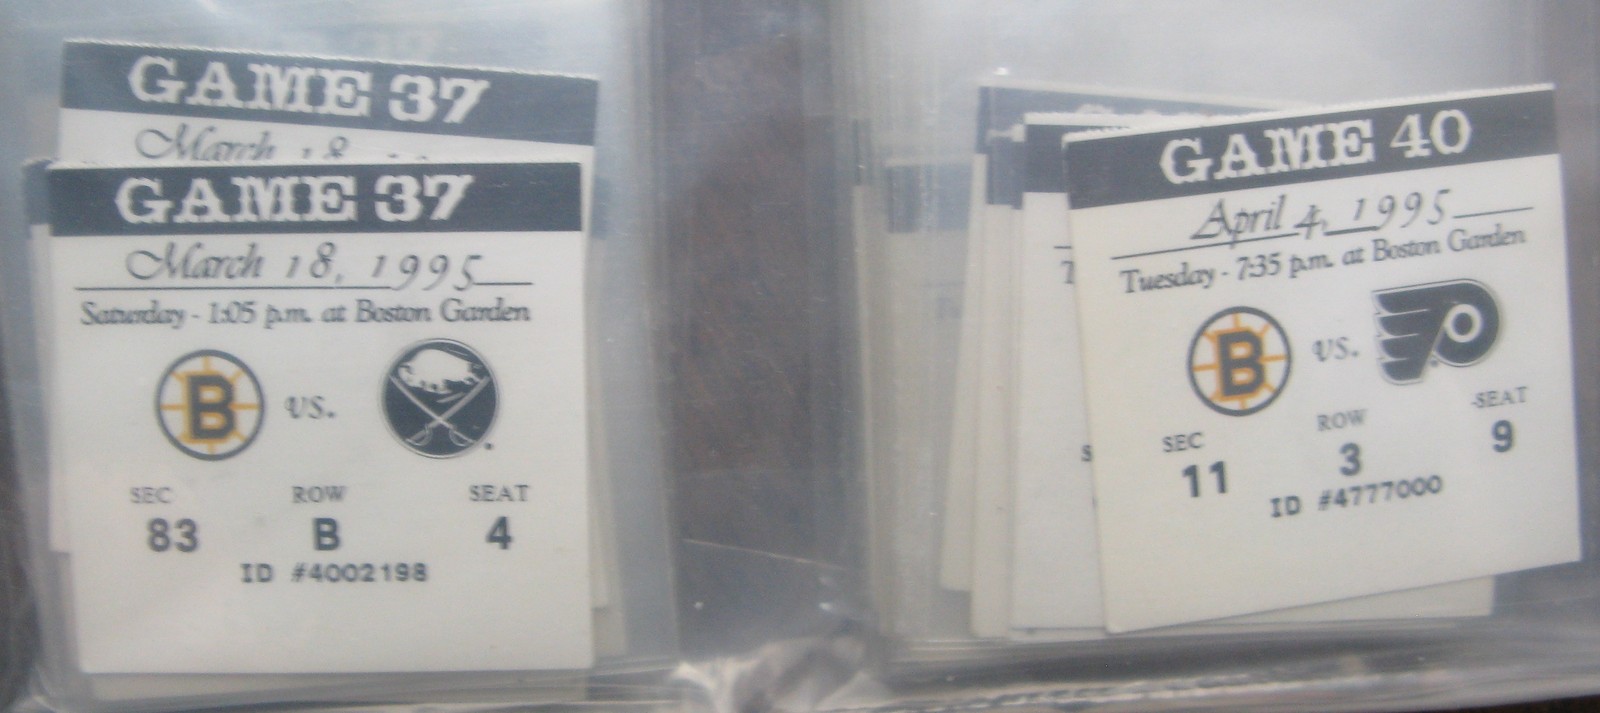 GAME 37
March 18,
GAME 37
March 18, 1995
Saturday - 1:05 p.m. at Boston Garden
B vs.
SEC ROW SEAT
83 B 4
ID #4002198
GAME 40
April 4, 1995
Tuesday - 7:35 p.m. at Boston Garden
B vs. P
SEC ROW SEAT
11 3 9
ID #4777000